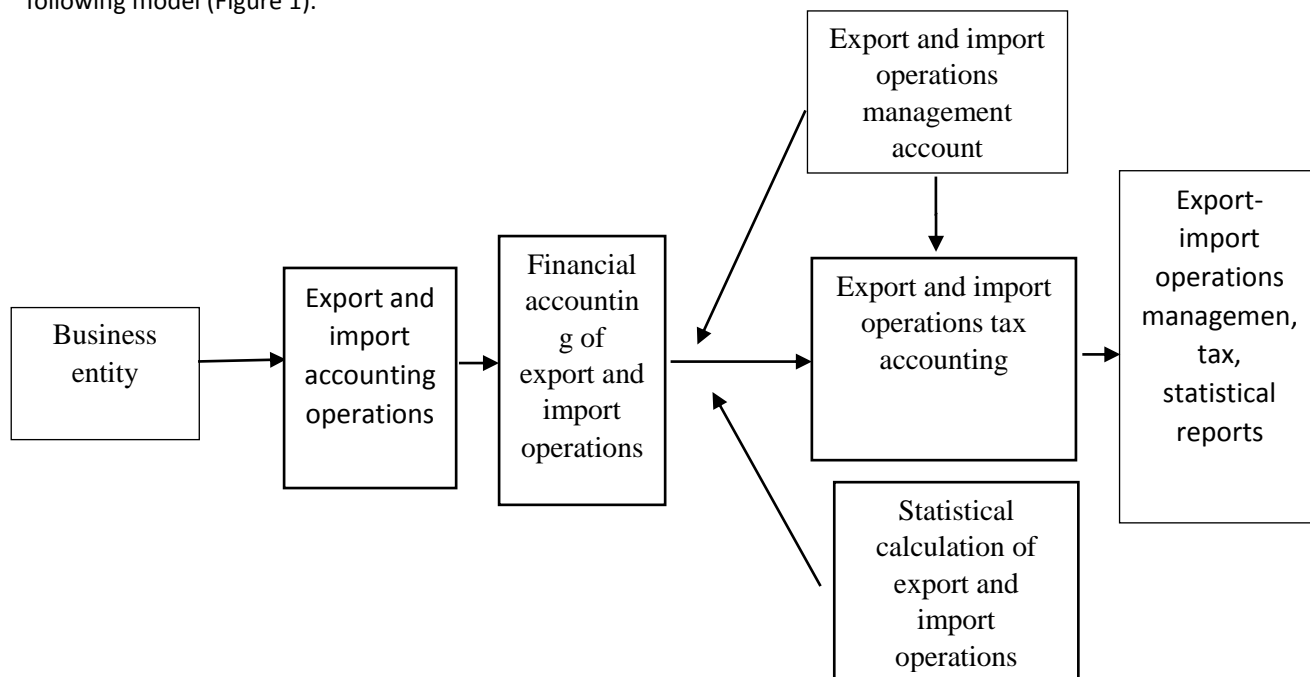 following model (Figure 1).
Export and import
operations
management
account
Business
entity
Export and
import
accounting
operations
Financial
accountin
g of
export and
import
operations
Export and import
operations tax
accounting
Export-
import
operations
managemen,
tax,
statistical
reports
Statistical
calculation of
export and
import
operations